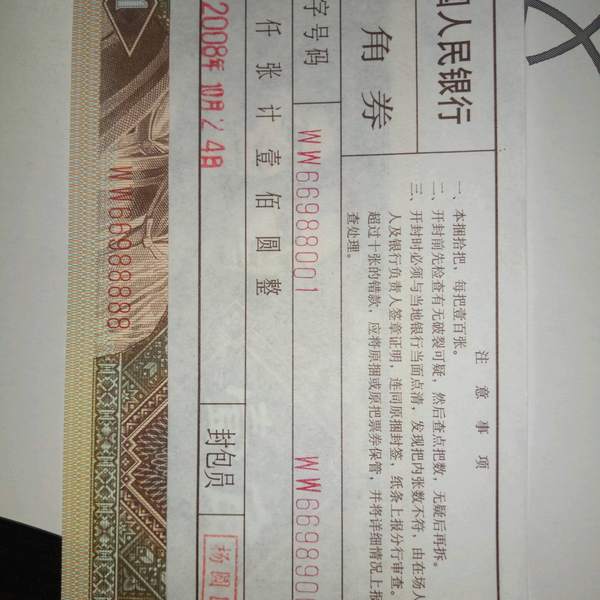 国人民银行
角券
注意事项
一、本捆拾把，每把壹百张。
二、开封前先检查有无破裂可疑，然后查点把数，无疑后再拆。
三、开封时必须与当地银行当面点清，发现把内张数不符，由在场人
人及银行负责人签章证明，连同原捆封签，纸条上报分行审查。
超过十张的错款，应将原捆或原把票券保管，并将详细情况上报
查处理。
字号码
WW66988001
WW669890
仟张计壹佰圆整
封包员
2008年10月24日
杨圆
WW66988888
1